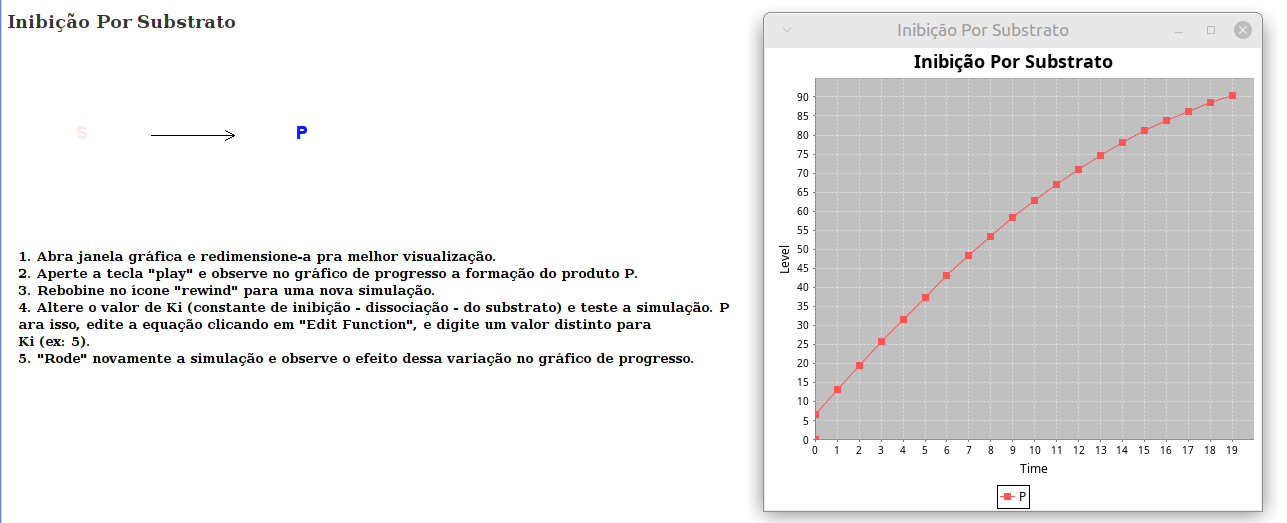 Inibição Por Substrato
S
P
1. Abra janela gráfica e redimensione-a pra melhor visualização.
2. Aperte a tecla "play" e observe no gráfico de progresso a formação do produto P.
3. Rebobine no ícone "rewind" para uma nova simulação.
4. Altere o valor de Ki (constante de inibição - dissociação - do substrato) e teste a simulação. P
ara isso, edite a equação clicando em "Edit Function", e digite um valor distinto para
Ki (ex: 5).
5. "Rode" novamente a simulação e observe o efeito dessa variação no gráfico de progresso.
Inibição Por Substrato
Inibição Por Substrato
Level
90
85
80
75
70
65
60
55
50
45
40
35
30
25
20
15
10
5
0
0 1 2 3 4 5 6 7 8 9 10 11 12 13 14 15 16 17 18 19
Time
P